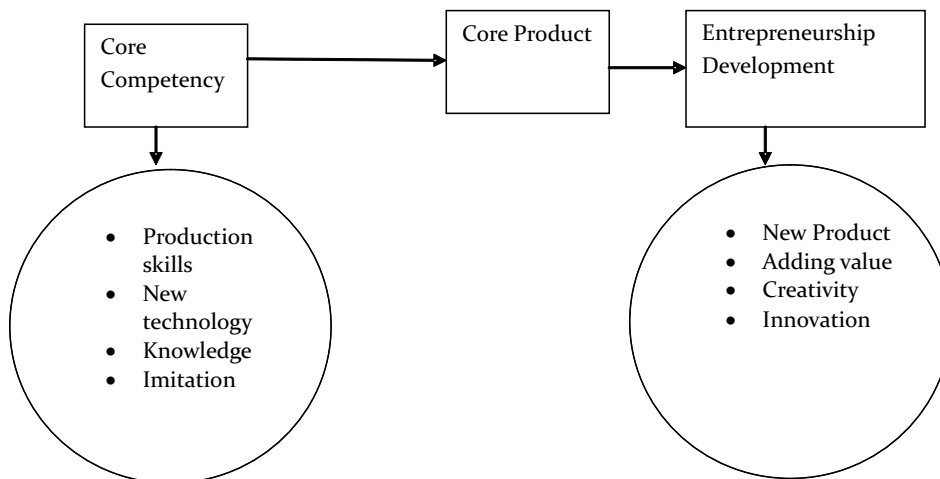 Core
Competency
Core Product
Entrepreneurship
Development
• Production
skills
• New
technology
• Knowledge
• Imitation
• New Product
• Adding value
• Creativity
• Innovation